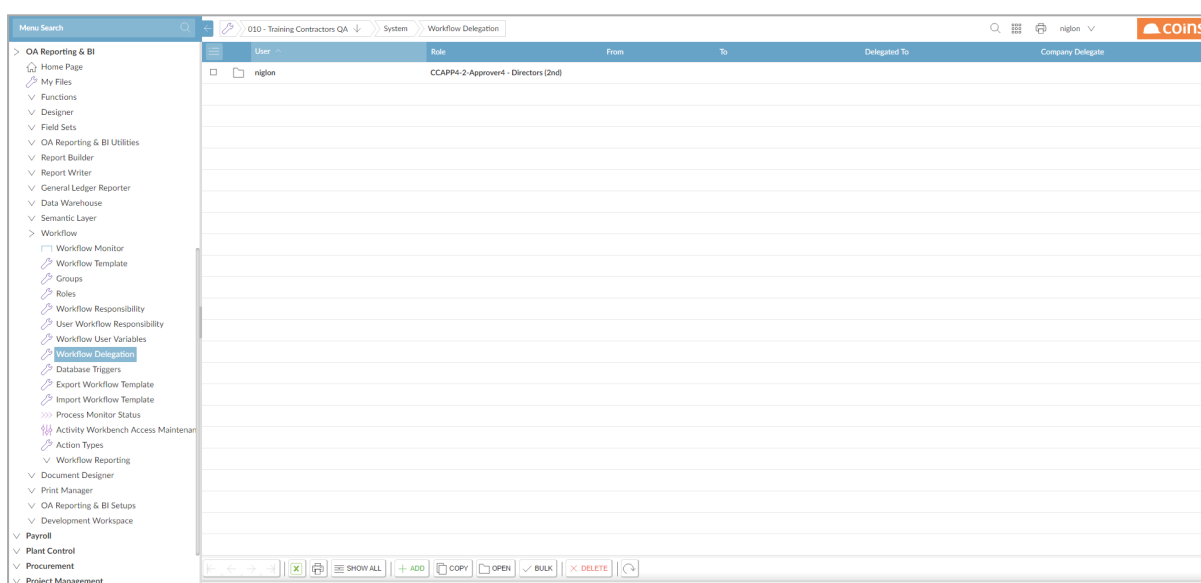 Menu Search
010 - Training Contractors QA
System
Workflow Delegation
niglon
coins
OA Reporting & BI
Home Page
My Files
Functions
Designer
Field Sets
OA Reporting & BI Utilities
Report Builder
Report Writer
General Ledger Reporter
Data Warehouse
Semantic Layer
Workflow
Workflow Monitor
Workflow Template
Groups
Roles
Workflow Responsibility
User Workflow Responsibility
Workflow User Variables
Workflow Delegation
Database Triggers
Export Workflow Template
Import Workflow Template
Process Monitor Status
Activity Workbench Access Maintenan
Action Types
Workflow Reporting
Document Designer
Print Manager
OA Reporting & BI Setups
Development Workspace
Payroll
Plant Control
Procurement
Project Management
User Role From To Delegated To Company Delegate
niglon CCAPP4-2-Approver4 - Directors (2nd)
SHOW ALL ADD COPY OPEN BULK DELETE